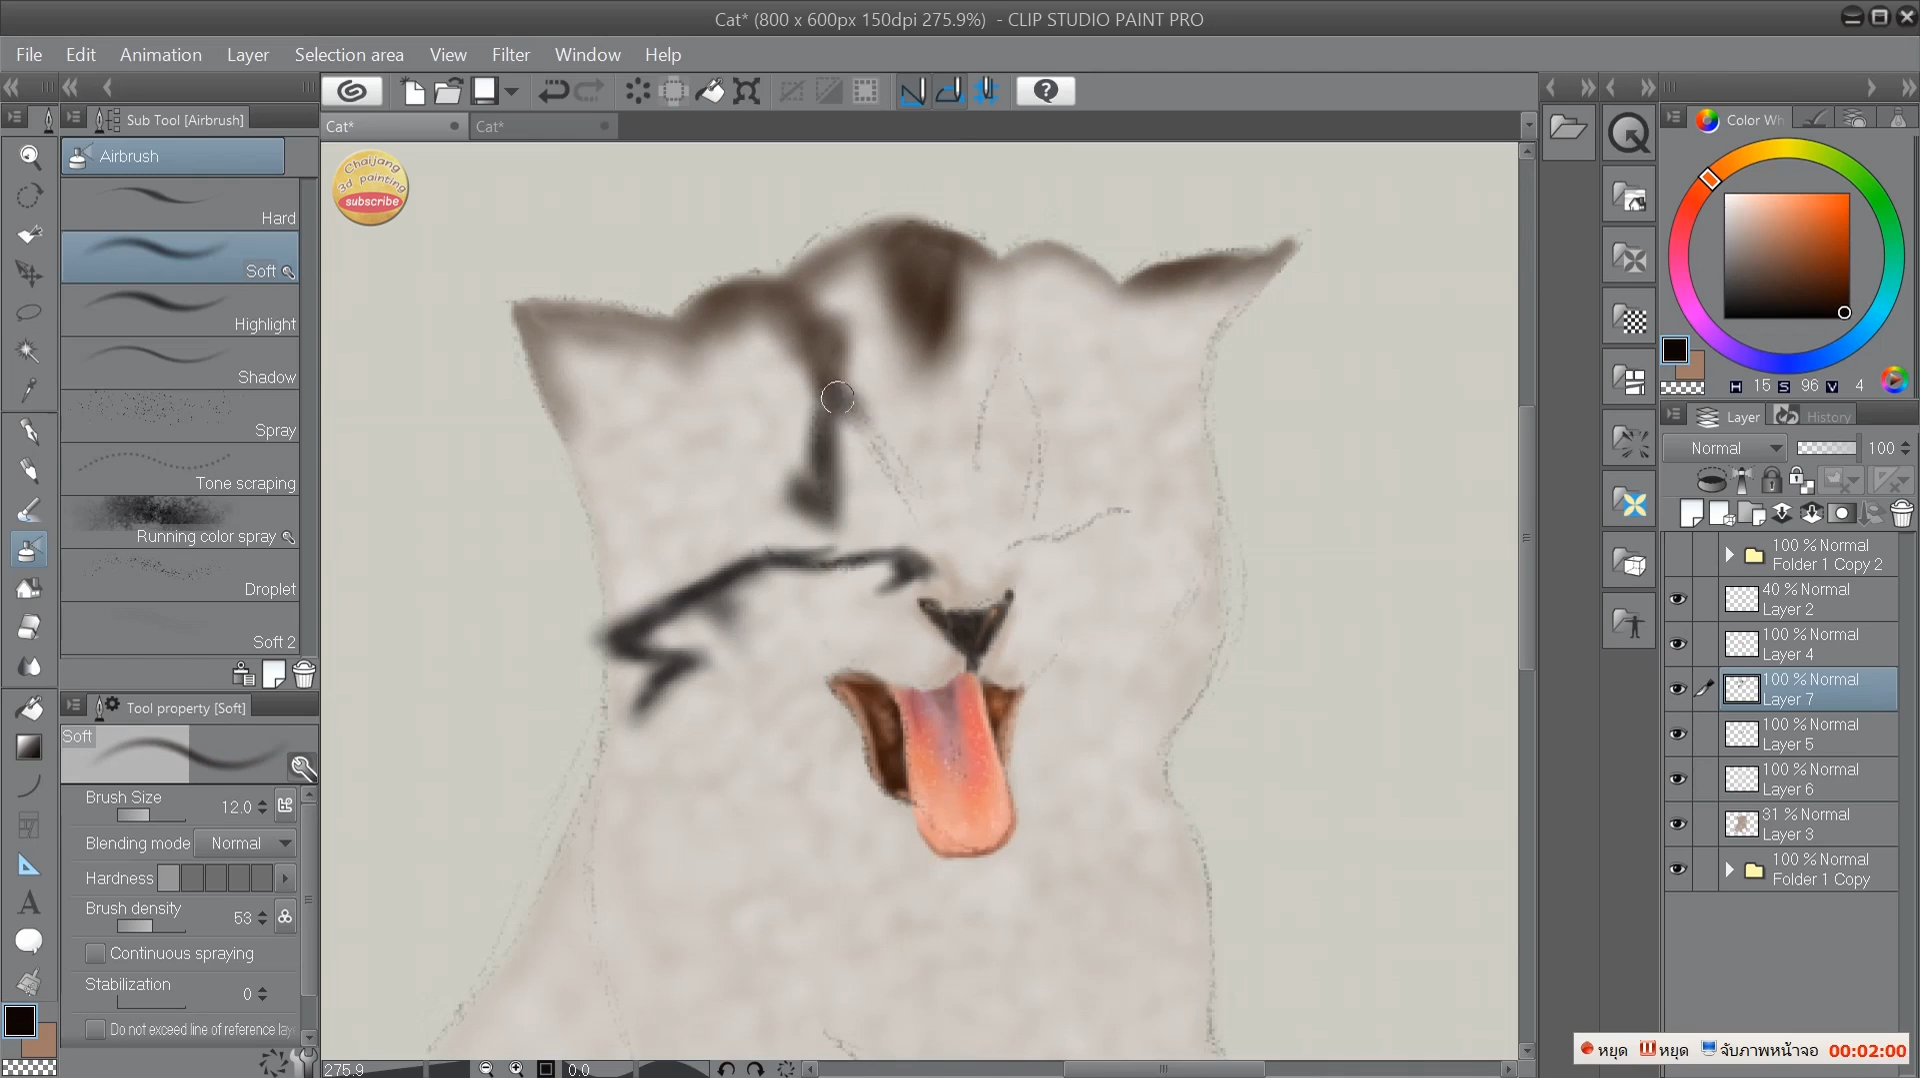 Cat* (800 x 600px 150dpi 275.9%) - CLIP STUDIO PAINT PRO
File Edit Animation Layer Selection area View Filter Window Help
Sub Tool [Airbrush]
Airbrush
Hard
Soft
Highlight
Shadow
Spray
Tone scraping
Running color spray
Droplet
Soft 2
Tool property [Soft]
Soft
Brush Size 12.0
Blending mode Normal
Hardness
Brush density 53
Continuous spraying
Stabilization 0
Do not exceed line of reference
Cat* Cat*
Chaijang
3d painting
subscribe
275.9 0.0
Color Wh
H 15 S 96 V 4
Layer History
Normal 100
100 % Normal
Folder 1 Copy 2
40 % Normal
Layer 2
100 % Normal
Layer 4
100 % Normal
Layer 7
100 % Normal
Layer 5
100 % Normal
Layer 6
31 % Normal
Layer 3
100 % Normal
Folder 1 Copy
หยุด หยุด จับภาพหน้าจอ 00:02:00